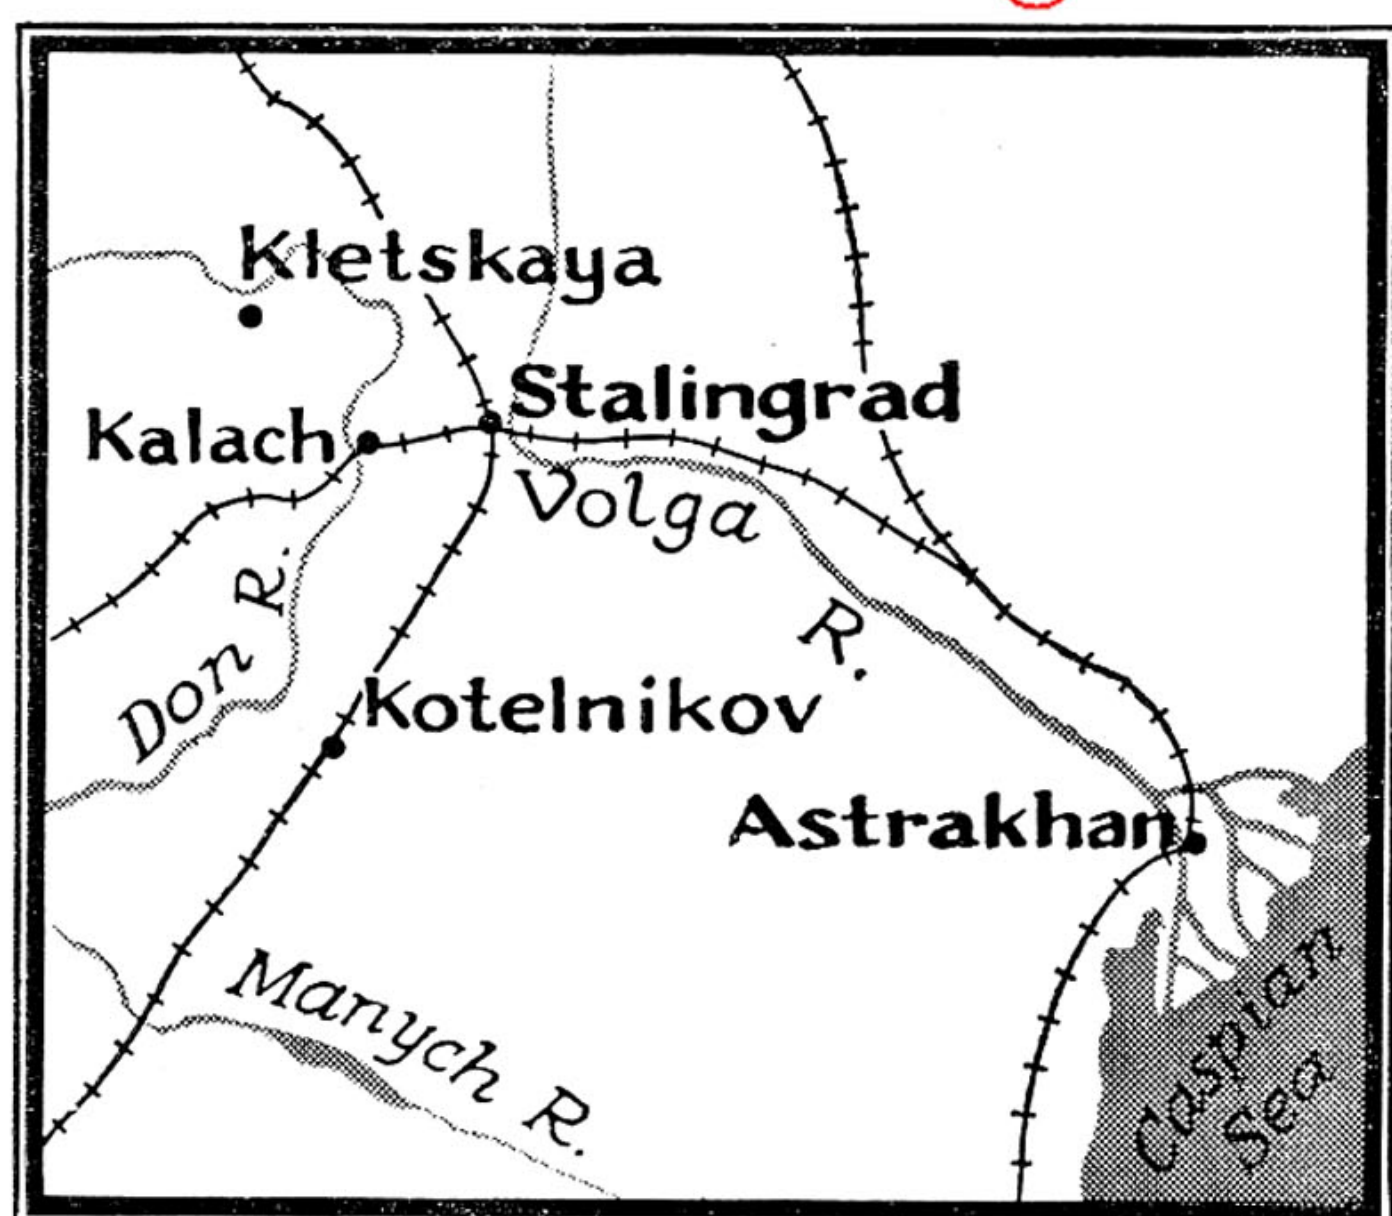 Kletskaya
Stalingrad
Kalach
Volga
R.
Don R.
Kotelnikov
Astrakhan
Manych R.
Caspian
Sea